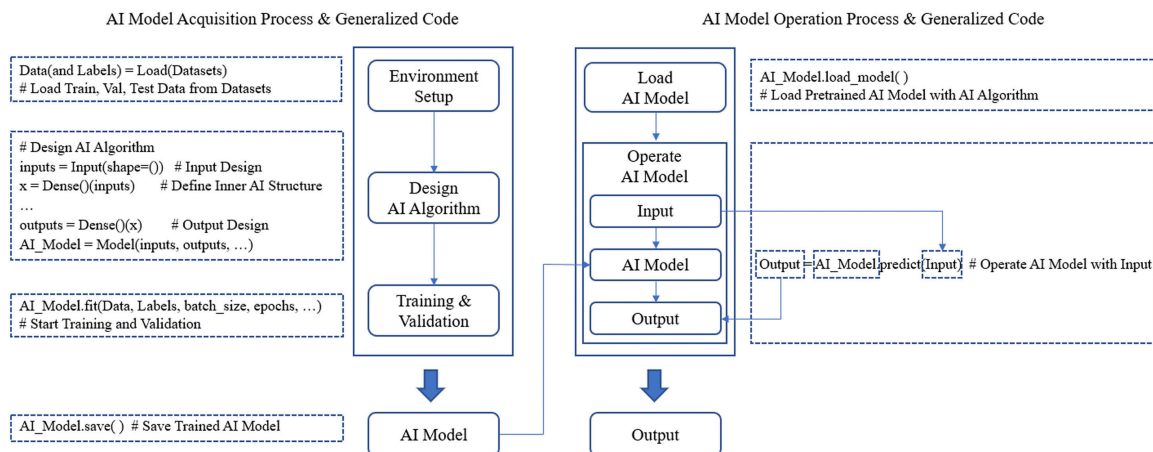 AI Model Acquisition Process & Generalized Code
Data(and Labels) = Load(Datasets)
# Load Train, Val, Test Data from Datasets
# Design AI Algorithm
inputs = Input(shape=()) # Input Design
x = Dense()(inputs) # Define Inner AI Structure
…
outputs = Dense()(x) # Output Design
AI_Model = Model(inputs, outputs, …)
AI_Model.fit(Data, Labels, batch_size, epochs, …)
# Start Training and Validation
AI_Model.save( ) # Save Trained AI Model
Environment
Setup
Design
AI Algorithm
Training &
Validation
AI Model
AI Model Operation Process & Generalized Code
Load
AI Model
Operate
AI Model
Input
AI Model
Output
Output
AI_Model.load_model( )
# Load Pretrained AI Model with AI Algorithm
Output = AI_Model.predict(Input) # Operate AI Model with Input